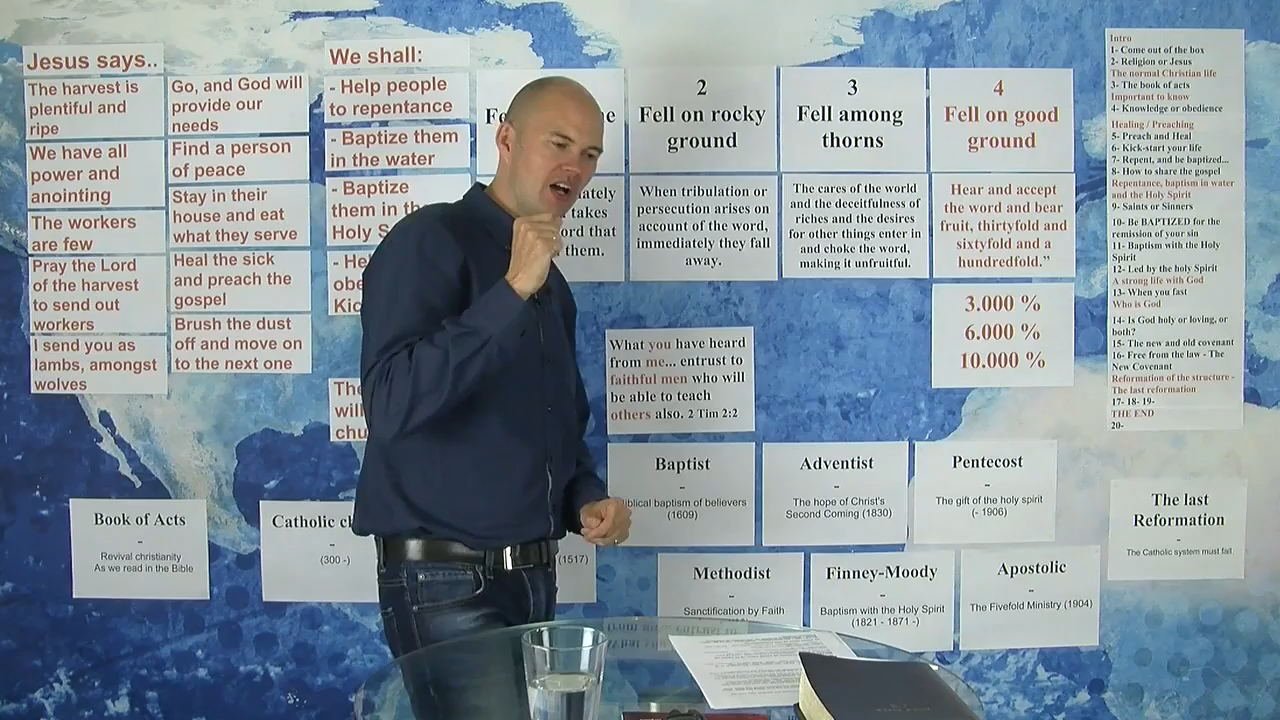 Jesus says..
The harvest is
plentiful and
ripe
We have all
power and
anointing
The workers
are few
Pray the Lord
of the harvest
to send out
workers
I send you as
lambs, amongst
wolves
Go, and God will
provide our
needs
Find a person
of peace
Stay in their
house and eat
what they serve
Heal the sick
and preach the
gospel
Brush the dust
off and move on
to the next one
We shall:
- Help people
to repentance
- Baptize them
in the water
- Baptize
them in th
Holy S
- He
obe
Kic
The
will
chu
takes
ord that
them.
2
Fell on rocky
ground
When tribulation or
persecution arises on
account of the word,
immediately they fall
away.
3
Fell among
thorns
The cares of the world
and the deceitfulness of
riches and the desires
for other things enter in
and choke the word,
making it unfruitful.
4
Fell on good
ground
Hear and accept
the word and bear
fruit, thirtyfold and
sixtyfold and a
hundredfold.”
3.000 %
6.000 %
10.000 %
What you have heard
from me... entrust to
faithful men who will
be able to teach
others also. 2 Tim 2:2
Intro
1- Come out of the box
2- Religion or Jesus
The normal Christian life
3- The book of acts
Important to know
4- Knowledge or obedience
Healing / Preaching
5- Preach and Heal
6- Kick-start your life
7- Repent, and be baptized...
8- How to share the gospel
Repentance, baptism in water
and the Holy Spirit
9- Saints or Sinners
10- Be BAPTIZED for the
remission of your sin
11- Baptism with the Holy
Spirit
12- Led by the holy Spirit
A strong life with God
13- When you fast
Who is God
14- Is God holy or loving, or
both?
15- The new and old covenant
16- Free from the law - The
New Covenant
Reformation of the structure -
The last reformation
17- 18- 19-
THE END
20-
Book of Acts
-
Revival christianity
As we read in the Bible
Catholic ch
(300 -)
(1517)
Baptist
-
iblical baptism of believers
(1609)
Adventist
-
The hope of Christ's
Second Coming (1830)
Pentecost
-
The gift of the holy spirit
(- 1906)
Methodist
-
Sanctification by Faith
Finney-Moody
-
Baptism with the Holy Spirit
(1821 - 1871 -)
Apostolic
-
The Fivefold Ministry (1904)
The last
Reformation
-
The Catholic system must fall